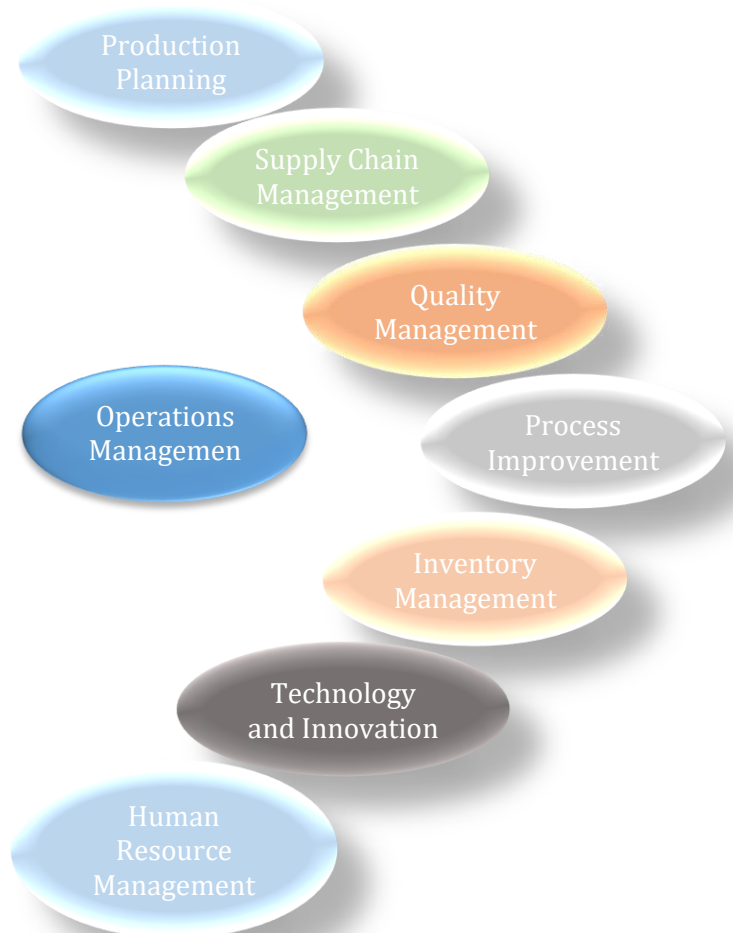 Production
Planning
Supply Chain
Management
Quality
Management
Operations
Managemen
Process
Improvement
Inventory
Management
Technology
and Innovation
Human
Resource
Management